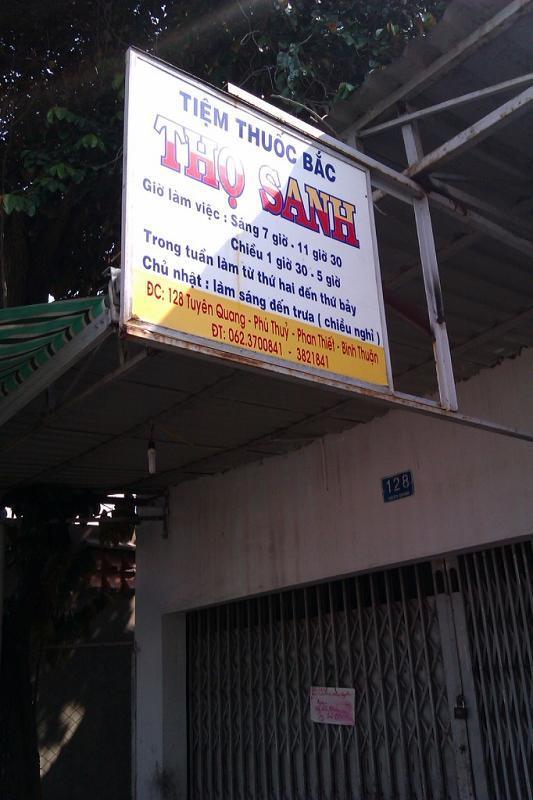 TIỆM THUỐC BẮC
THỌ SANH
Giờ làm việc : Sáng 7 giờ - 11 giờ 30
Chiều 1 giờ 30 - 5 giờ
Trong tuần làm từ thứ hai đến thứ bảy
Chủ nhật : làm sáng đến trưa ( chiều nghỉ )
ĐC: 128 Tuyên Quang - Phú Thuỷ - Phan Thiết - Bình Thuận
ĐT: 062.3700841 - 3821841
128